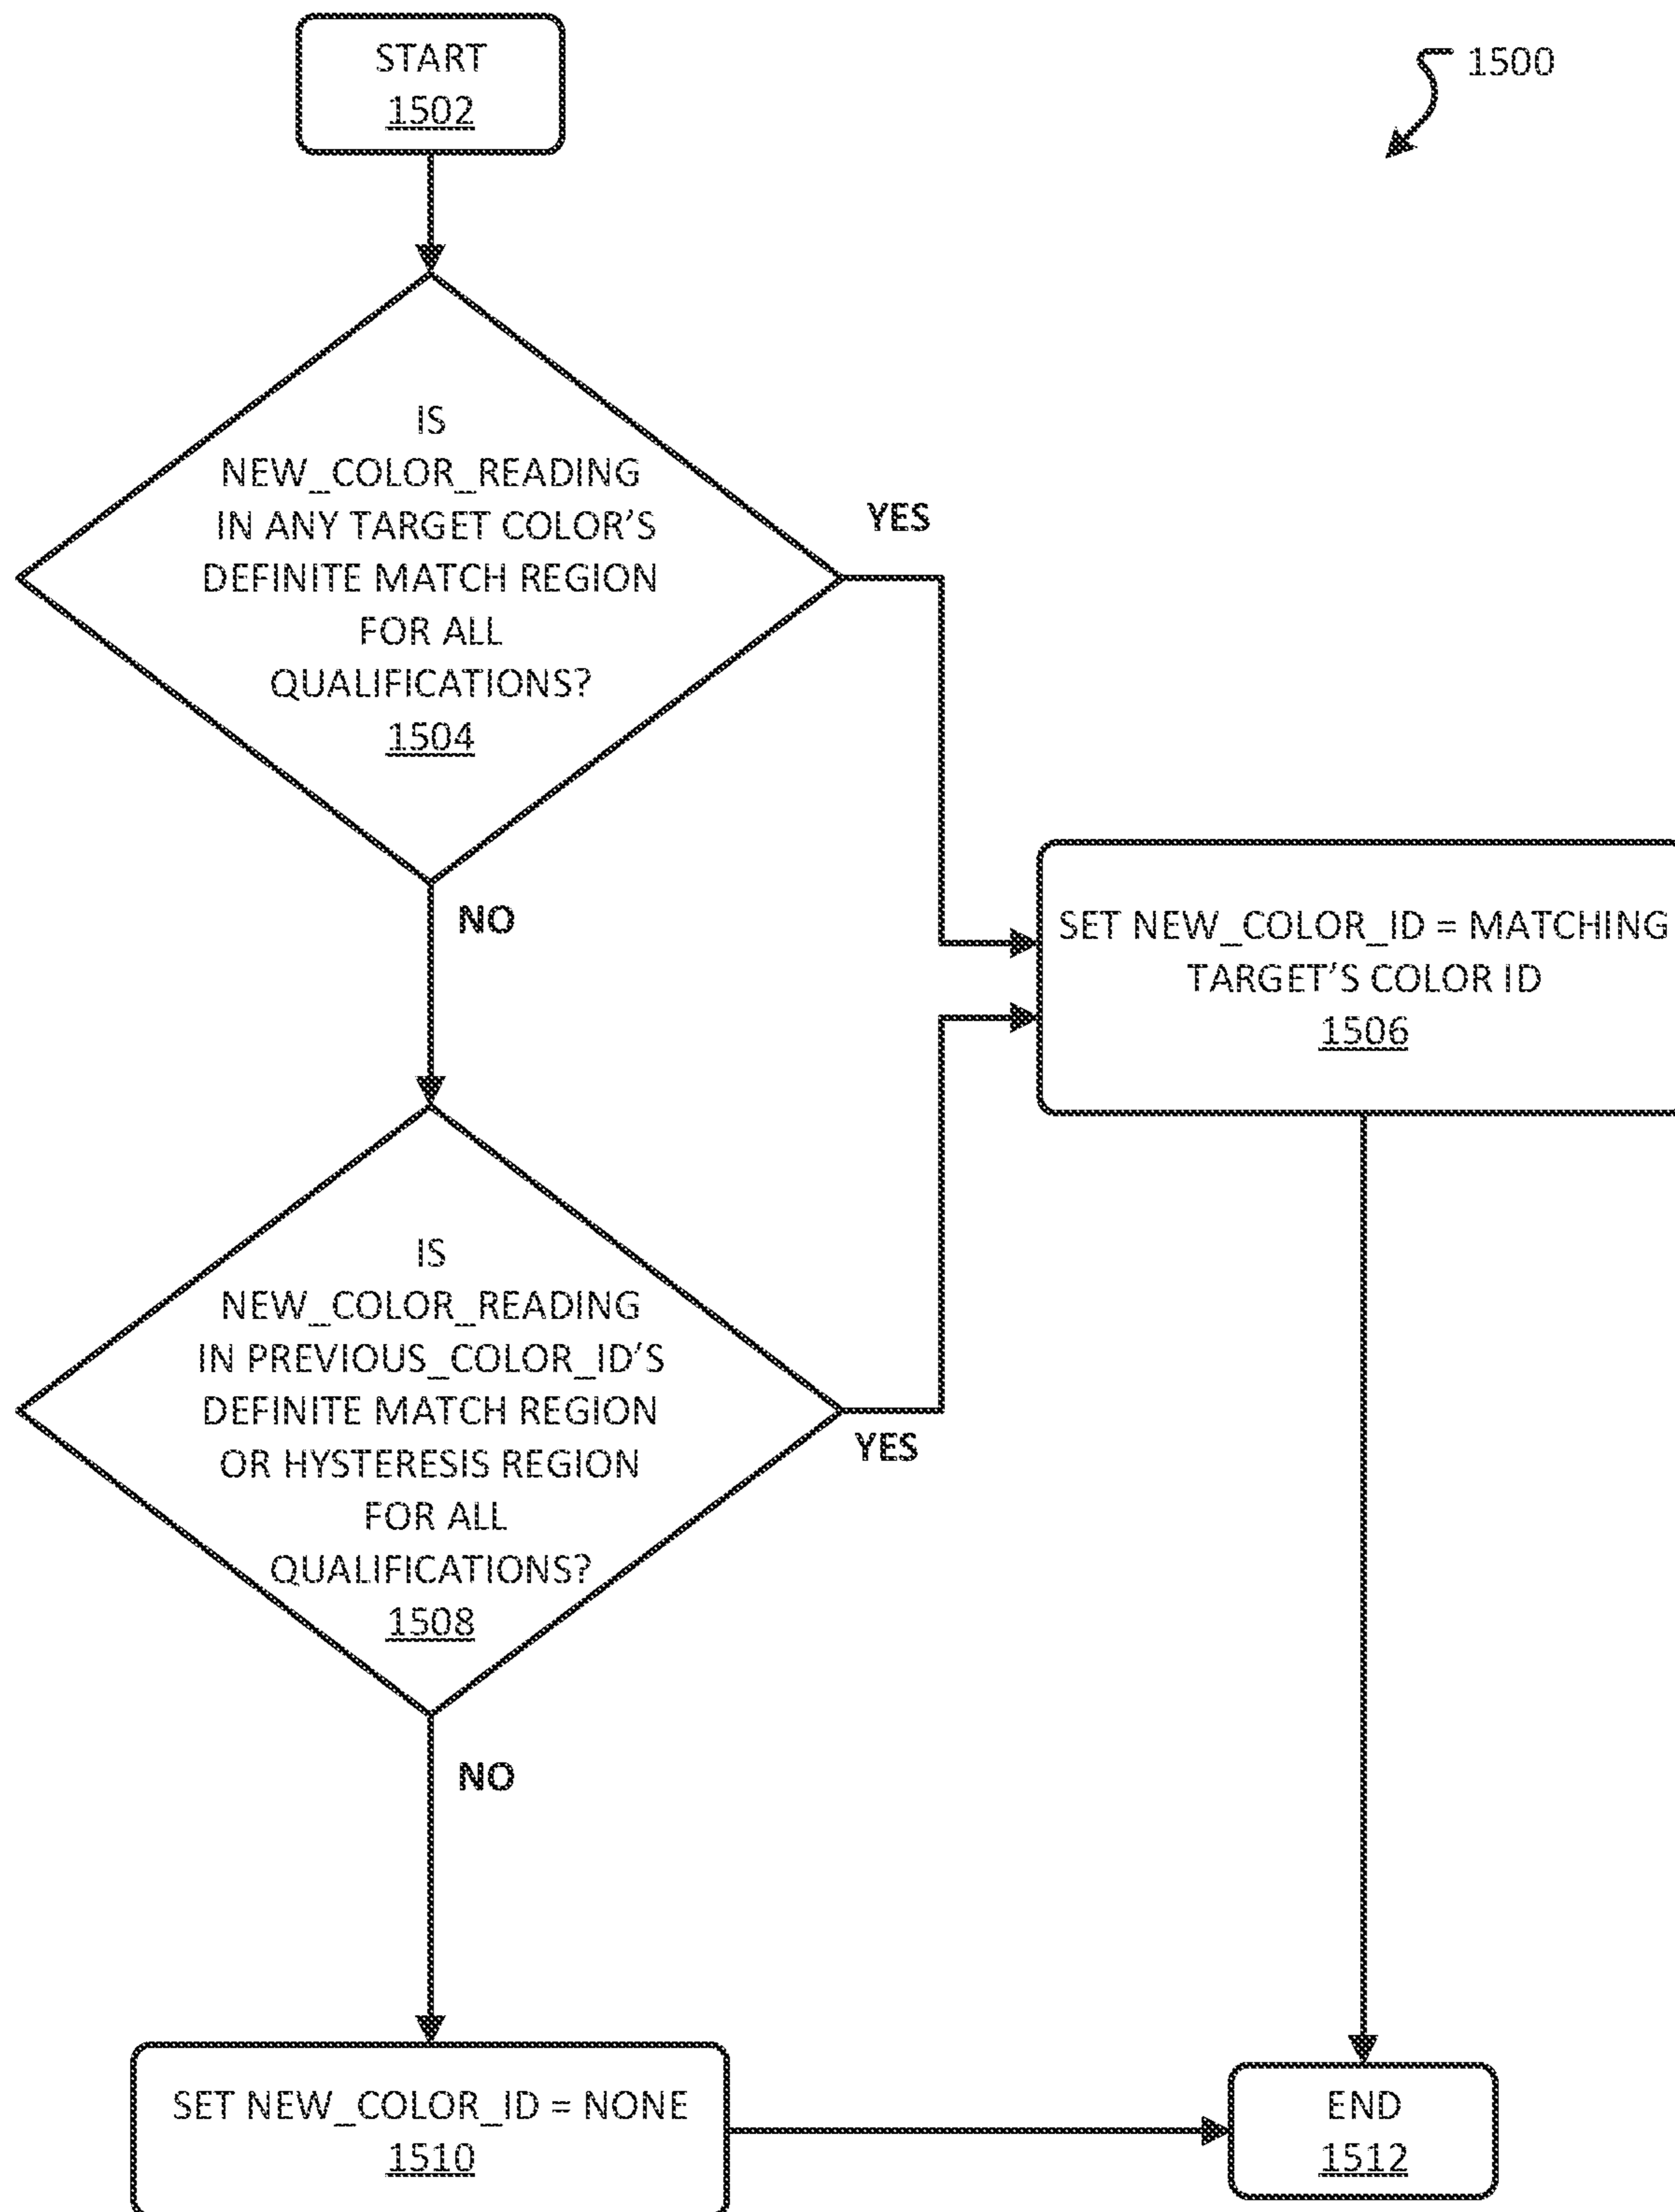 START
1502
1500
IS
NEW_COLOR_READING
IN ANY TARGET COLOR'S
DEFINITE MATCH REGION
FOR ALL
QUALIFICATIONS?
1504
YES
NO
SET NEW_COLOR_ID = MATCHING
TARGET'S COLOR ID
1506
IS
NEW_COLOR_READING
IN PREVIOUS_COLOR_ID'S
DEFINITE MATCH REGION
OR HYSTERESIS REGION
FOR ALL
QUALIFICATIONS?
1508
YES
NO
SET NEW_COLOR_ID = NONE
1510
END
1512